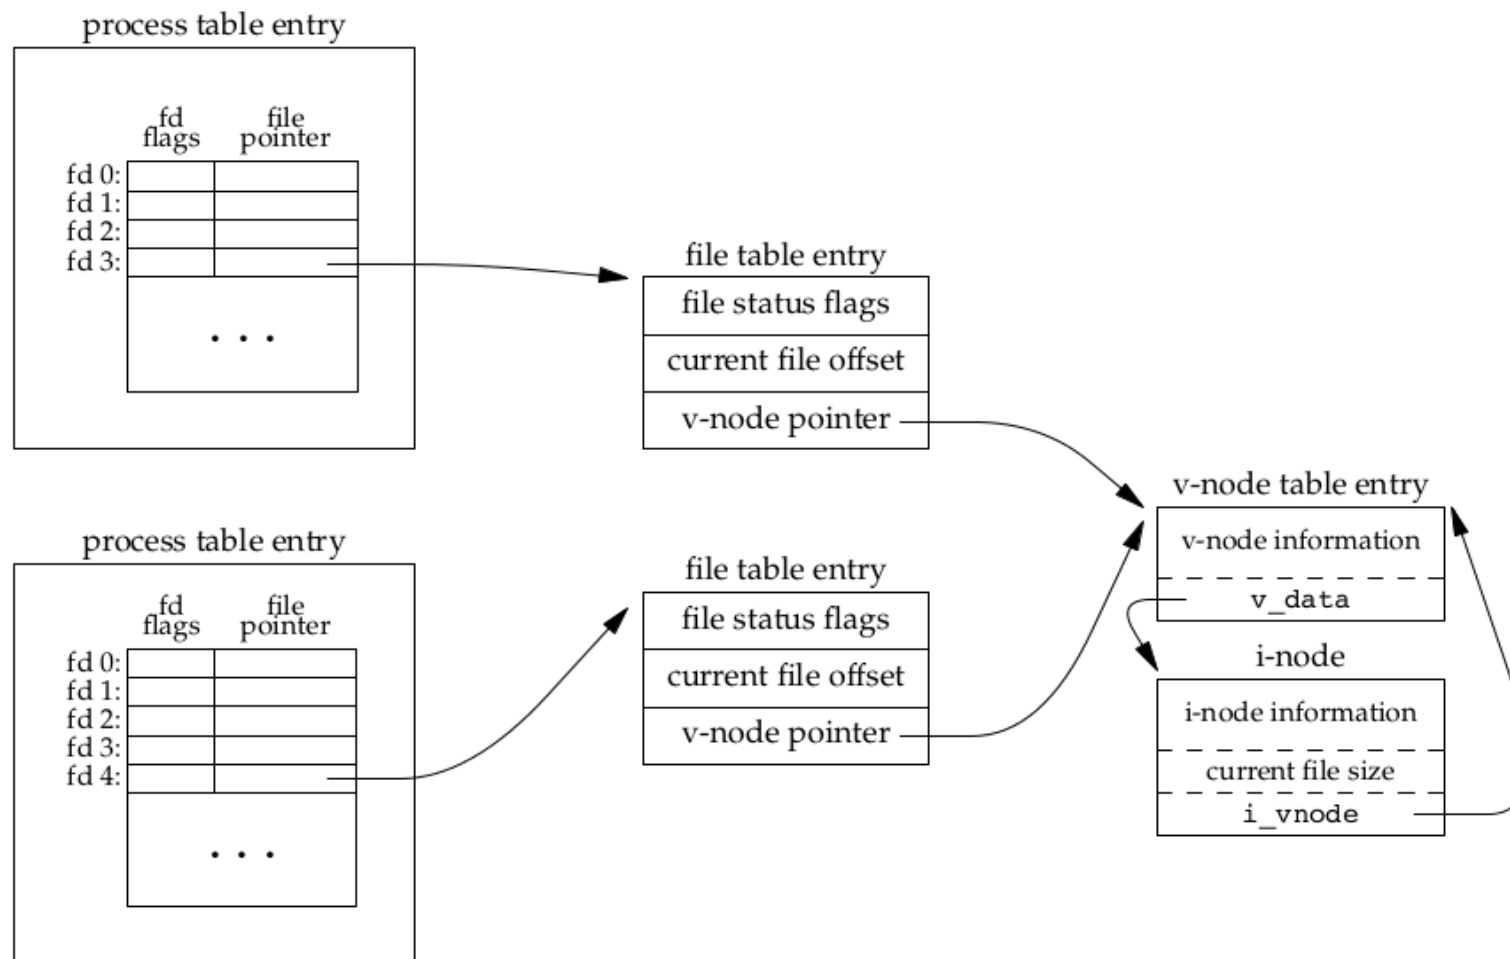 process table entry
fd file
flags pointer
fd 0:
fd 1:
fd 2:
fd 3:
. . .
file table entry
file status flags
current file offset
v-node pointer
process table entry
fd file
flags pointer
fd 0:
fd 1:
fd 2:
fd 3:
fd 4:
. . .
file table entry
file status flags
current file offset
v-node pointer
v-node table entry
v-node information
v_data
i-node
i-node information
current file size
i_vnode